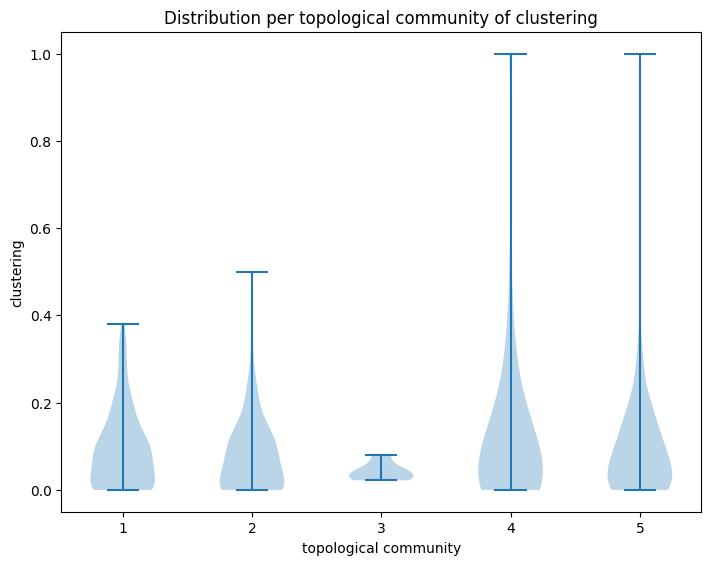 Distribution per topological community of clustering
1.0
0.8
0.6
0.4
0.2
0.0
clustering
1 2 3 4 5
topological community